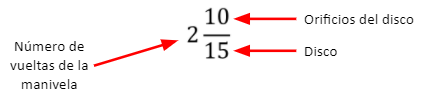 Número de
vueltas de la
manivela
2 10/15
Orificios del disco
Disco